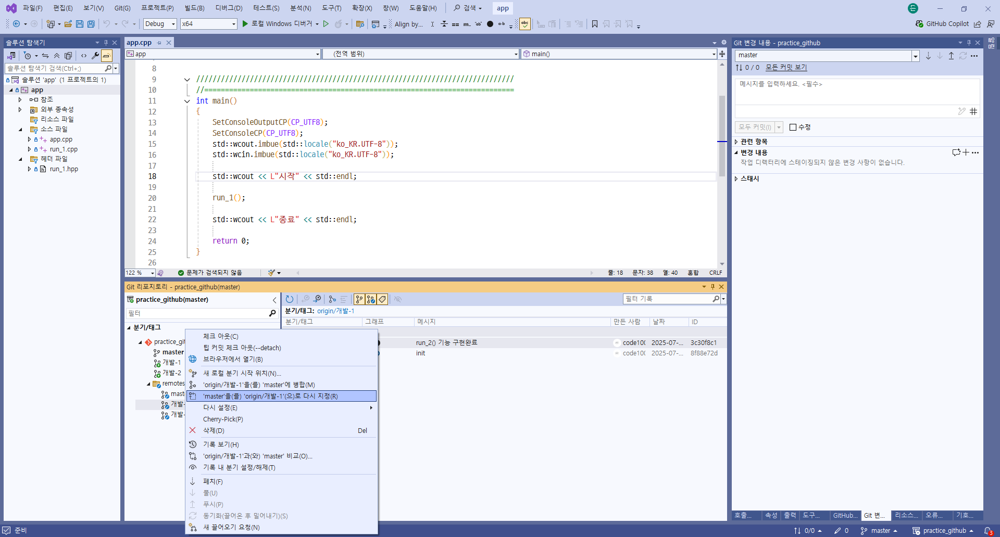 파일(F) 편집(E) 보기(V) Git(G) 프로젝트(P) 빌드(B) 디버그(D) 테스트(S) 분석(N) 도구(T) 확장(X) 창(W) 도움말(H) 검색 app
Debug x64 로컬 Windows 디버거 Align by... GitHub Copilot
솔루션 탐색기
솔루션 탐색기 검색(Ctrl+;)
솔루션 'app' (1 프로젝트의 1)
app
참조
외부 종속성
리소스 파일
소스 파일
app.cpp
run_1.cpp
헤더 파일
run_1.hpp
app.cpp
app (전역 범위) main()
8
9 //////////////////////////////////////////////////////////////////////////////
10 //===========================================================================
11 int main()
12 {
13 SetConsoleOutputCP(CP_UTF8);
14 SetConsoleCP(CP_UTF8);
15 std::wcout.imbue(std::locale("ko_KR.UTF-8"));
16 std::wcin.imbue(std::locale("ko_KR.UTF-8"));
17
18 std::wcout << L"시작" << std::endl;
19
20 run_1();
21
22 std::wcout << L"종료" << std::endl;
23
24 return 0;
25 }
26
122 % 문제가 검색되지 않음 줄: 18 문자: 38 열: 40 혼합 CRLF
Git 리포지토리 - practice_github(master)
practice_github(master)
필터
분기/태그
practice_git
master
개발-1
개발-2
remotes
mast
개발-
개발-
필터 기록
분기/태그: origin/개발-1
분기/태그 그래프 메시지 만든 사람 날짜 ID
run_2() 기능 구현완료 code100 2025-07-... 3c30f8c1
init code100 2025-07-... 8f88e72d
체크 아웃(C)
팁 커밋 체크 아웃(--detach)
브라우저에서 열기(B)
새 로컬 분기 시작 위치(N)...
'origin/개발-1'을(를) 'master'에 병합(M)
'master'을(를) 'origin/개발-1'(으)로 다시 지정(R)
다시 설정(E)
Cherry-Pick(P)
삭제(D) Del
기록 보기(H)
'origin/개발-1'과(와) 'master' 비교(O)...
기록 내 분기 설정/해제(T)
페치(F)
풀(U)
푸시(P)
동기화(끌어온 후 밀어내기)(S)
새 끌어오기 요청(N)
Git 변경 내용 - practice_github
master
0 / 0 모든 커밋 보기
메시지를 입력하세요. <필수>
모두 커밋(I) 수정
관련 항목
변경 내용
작업 디렉터리에 스테이징되지 않은 변경 사항이 없습니다.
스태시
호출... 속성 출력 도구... GitHub... Git 변... 리소스... 오류... 기호...
알림
준비 0/0 0 master practice_github 3